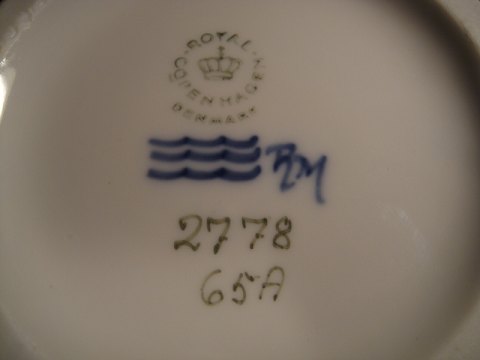 ROYAL COPENHAGEN
DENMARK
2778
65A